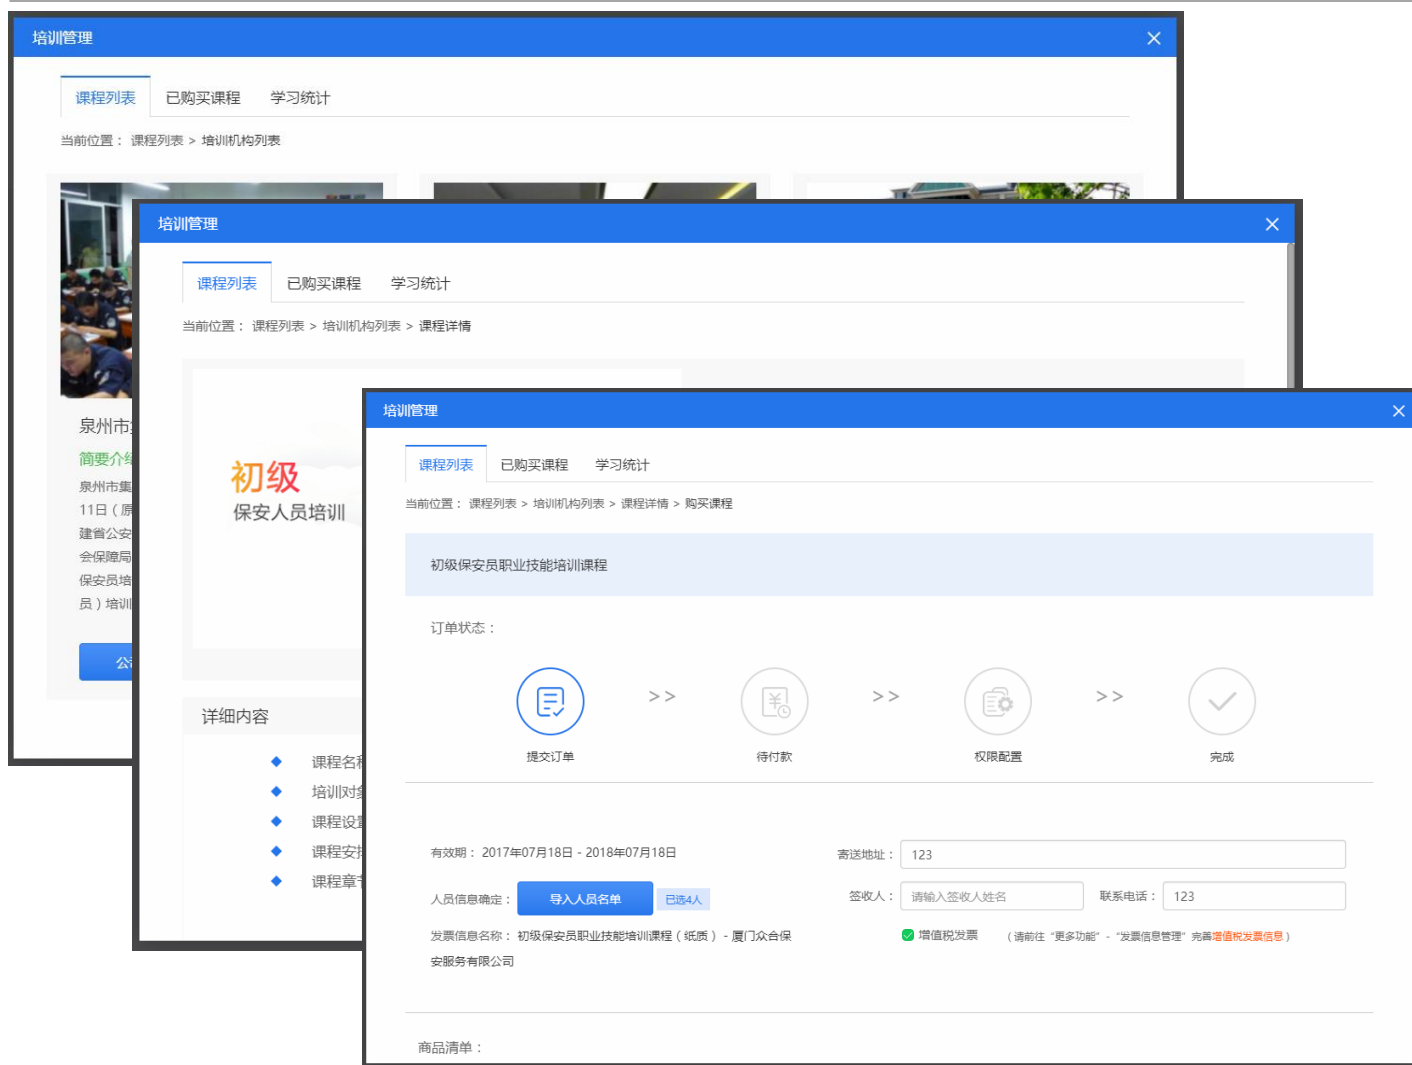 培训管理
课程列表 已购买课程 学习统计
当前位置： 课程列表 > 培训机构列表
泉州市
简要介
泉州市集
11日（原
建省公安
会保障局
保安员培
员）培训
公
培训管理
课程列表 已购买课程 学习统计
当前位置： 课程列表 > 培训机构列表 > 课程详情
初级
保安人员培训
详细内容
课程名
培训对
课程设
课程安
课程章
培训管理
课程列表 已购买课程 学习统计
当前位置： 课程列表 > 培训机构列表 > 课程详情 > 购买课程
初级保安员职业技能培训课程
订单状态：
>> >> >>
提交订单 待付款 权限配置 完成
有效期： 2017年07月18日 - 2018年07月18日
寄送地址： 123
人员信息确定： 导入人员名单 已选4人
签收人： 请输入签收人姓名 联系电话： 123
发票信息名称： 初级保安员职业技能培训课程（纸质） - 厦门众合保
安服务有限公司
增值税发票 （请前往“更多功能” - “发票信息管理” 完善增值税发票信息）
商品清单：